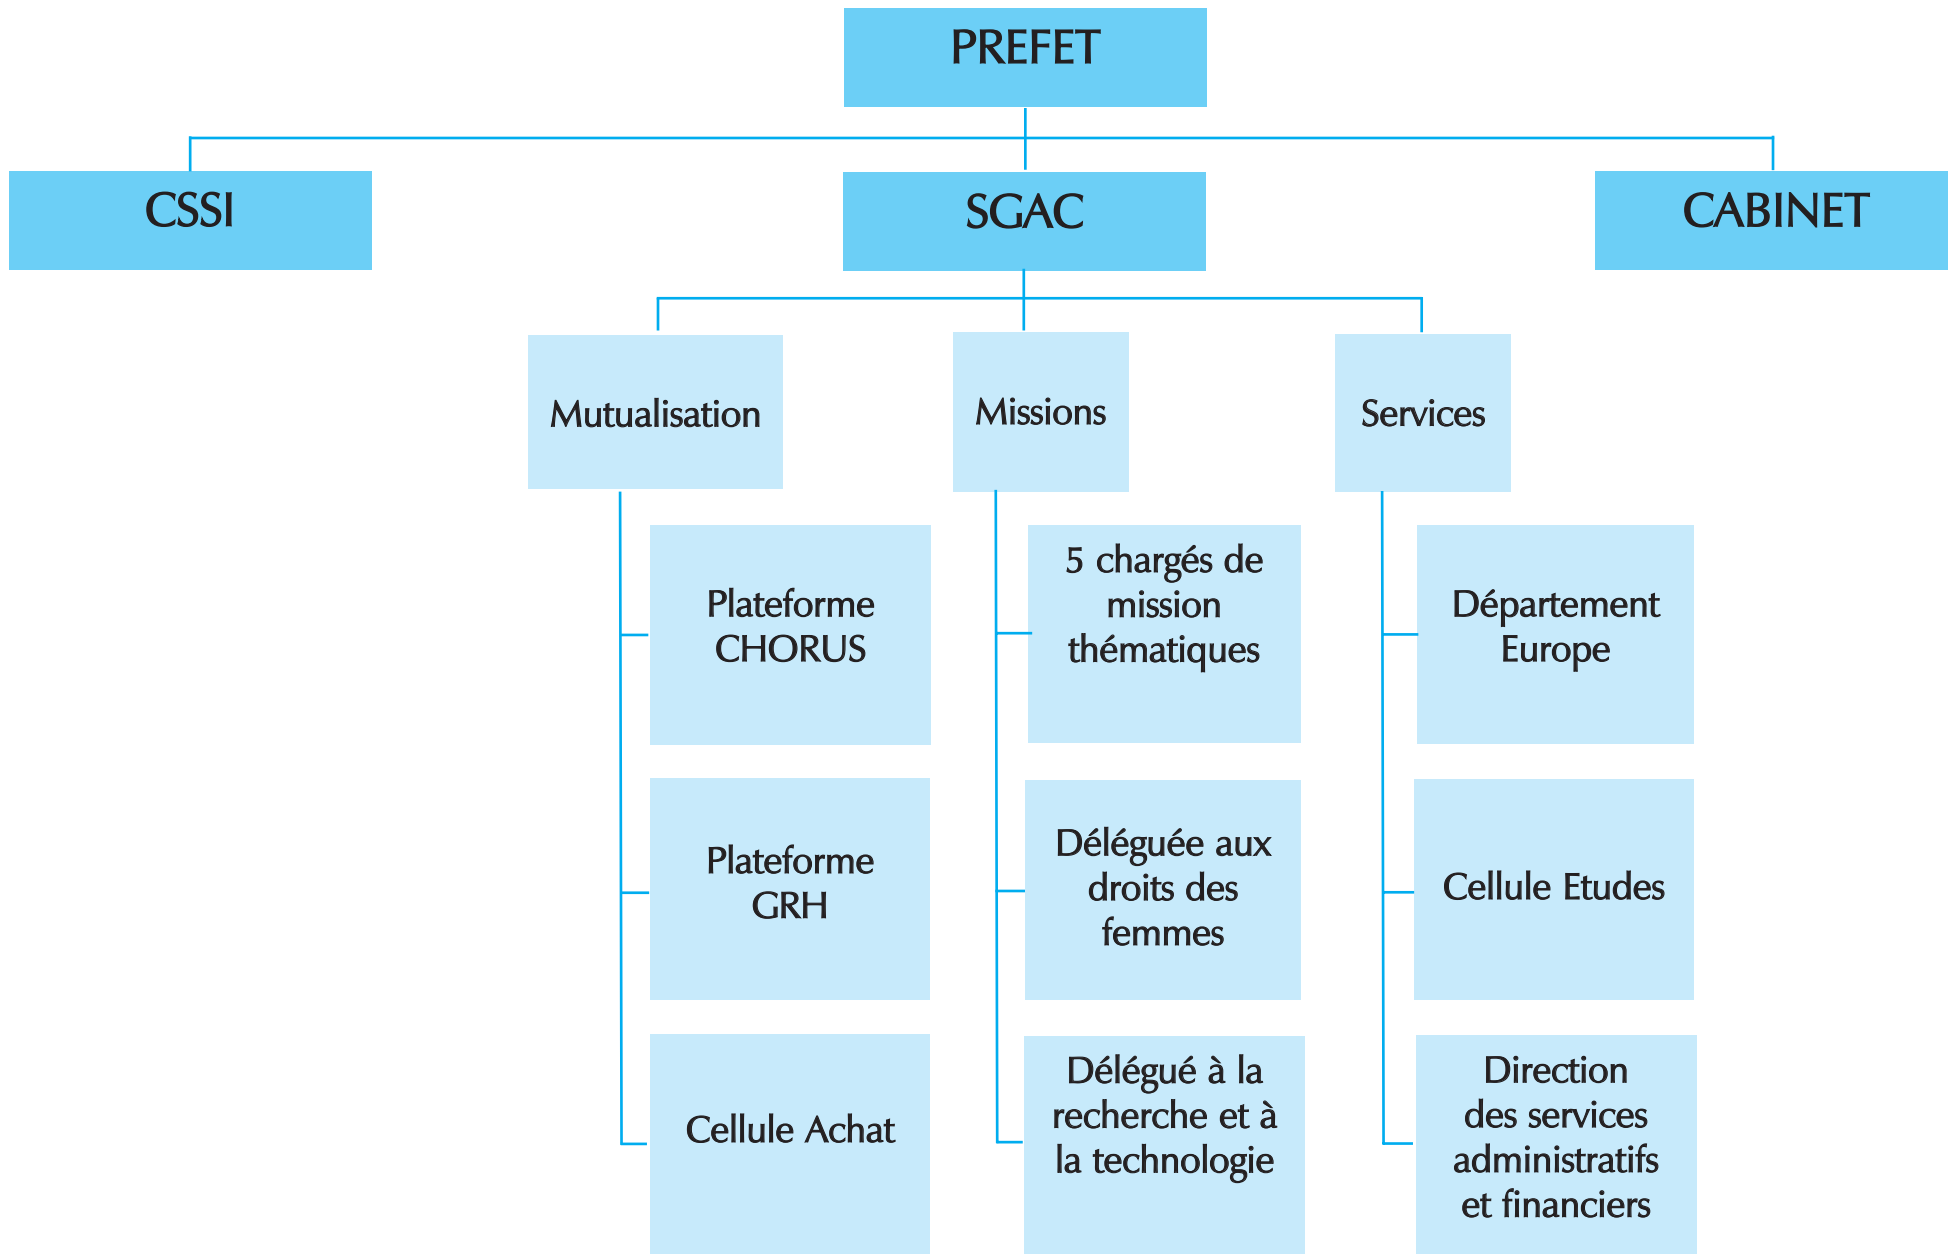 PREFET
CSSI
SGAC
CABINET
Mutualisation
Missions
Services
Plateforme
CHORUS
5 chargés de
mission
thématiques
Département
Europe
Plateforme
GRH
Déléguée aux
droits des
femmes
Cellule Etudes
Cellule Achat
Délégué à la
recherche et à
la technologie
Direction
des services
administratifs
et financiers